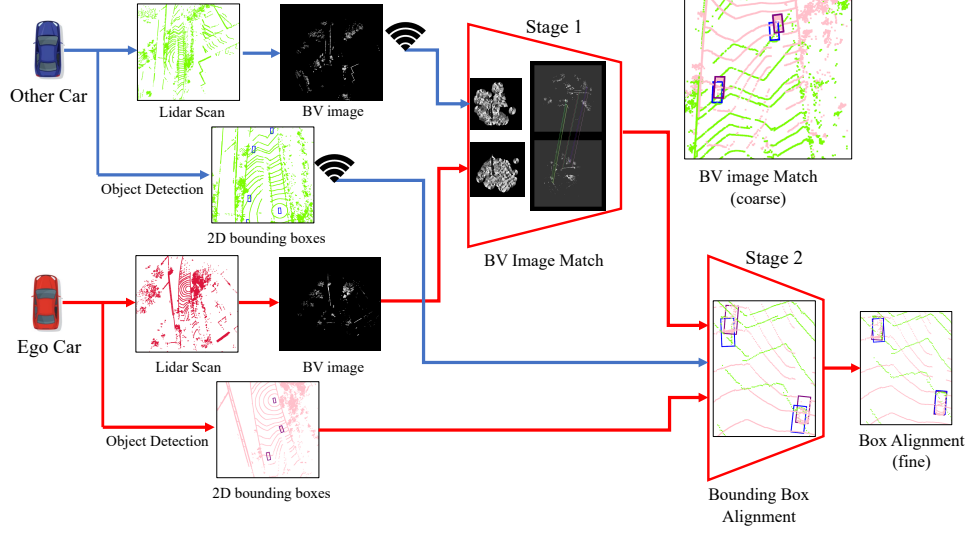 Other Car
Lidar Scan
BV image
Stage 1
BV image Match
(coarse)
Object Detection
2D bounding boxes
BV Image Match
Stage 2
Ego Car
Lidar Scan
BV image
Object Detection
2D bounding boxes
Box Alignment
(fine)
Bounding Box
Alignment